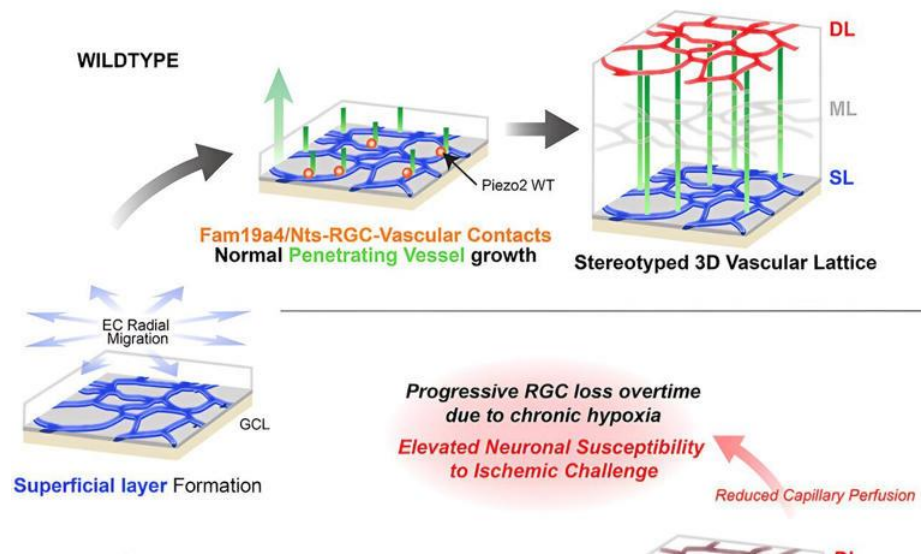 WILDTYPE
DL
ML
SL
Piezo2 WT
Fam19a4/Nts-RGC-Vascular Contacts
Normal Penetrating Vessel growth
Stereotyped 3D Vascular Lattice
EC Radial
Migration
GCL
Superficial layer Formation
Progressive RGC loss overtime
due to chronic hypoxia
Elevated Neuronal Susceptibility
to Ischemic Challenge
Reduced Capillary Perfusion